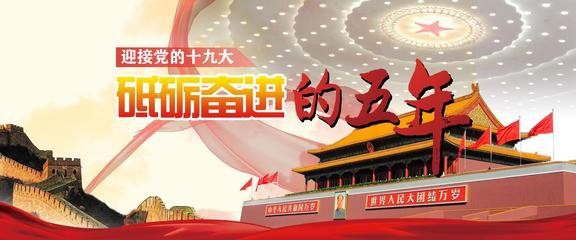 迎接党的十九大
砥砺奋进的五年
中华人民共和国万岁
世界人民大团结万岁